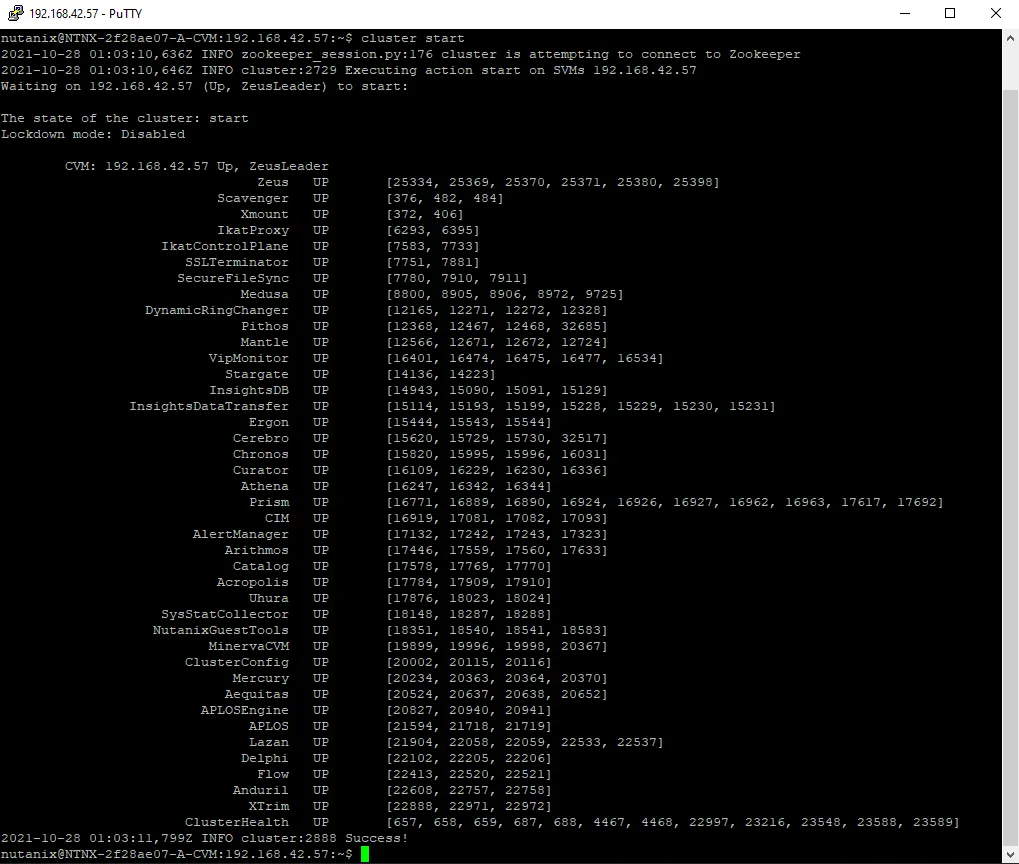 192.168.42.57 - PuTTY
nutanix@NTNX-2f28ae07-A-CVM:192.168.42.57:~$ cluster start
2021-10-28 01:03:10,636Z INFO zookeeper_session.py:176 cluster is attempting to connect to Zookeeper
2021-10-28 01:03:10,646Z INFO cluster:2729 Executing action start on SVMs 192.168.42.57
Waiting on 192.168.42.57 (Up, ZeusLeader) to start:
The state of the cluster: start
Lockdown mode: Disabled
CVM: 192.168.42.57 Up, ZeusLeader
Zeus UP [25334, 25369, 25370, 25371, 25380, 25398]
Scavenger UP [376, 482, 484]
Xmount UP [372, 406]
IkatProxy UP [6293, 6395]
IkatControlPlane UP [7583, 7733]
SSLTerminator UP [7751, 7881]
SecureFileSync UP [7780, 7910, 7911]
Medusa UP [8800, 8905, 8906, 8972, 9725]
DynamicRingChanger UP [12165, 12271, 12272, 12328]
Pithos UP [12368, 12467, 12468, 32685]
Mantle UP [12566, 12671, 12672, 12724]
VipMonitor UP [16401, 16474, 16475, 16477, 16534]
Stargate UP [14136, 14223]
InsightsDB UP [14943, 15090, 15091, 15129]
InsightsDataTransfer UP [15114, 15193, 15199, 15228, 15229, 15230, 15231]
Ergon UP [15444, 15543, 15544]
Cerebro UP [15620, 15729, 15730, 32517]
Chronos UP [15820, 15995, 15996, 16031]
Curator UP [16109, 16229, 16230, 16336]
Athena UP [16247, 16342, 16344]
Prism UP [16771, 16889, 16890, 16924, 16926, 16927, 16962, 16963, 17617, 17692]
CIM UP [16919, 17081, 17082, 17093]
AlertManager UP [17132, 17242, 17243, 17323]
Arithmos UP [17446, 17559, 17560, 17633]
Catalog UP [17578, 17769, 17770]
Acropolis UP [17784, 17909, 17910]
Uhura UP [17876, 18023, 18024]
SysStatCollector UP [18148, 18287, 18288]
NutanixGuestTools UP [18351, 18540, 18541, 18583]
MinervaCVM UP [19899, 19996, 19998, 20367]
ClusterConfig UP [20002, 20115, 20116]
Mercury UP [20234, 20363, 20364, 20370]
Aequitas UP [20524, 20637, 20638, 20652]
APLOSEngine UP [20827, 20940, 20941]
APLOS UP [21594, 21718, 21719]
Lazan UP [21904, 22058, 22059, 22533, 22537]
Delphi UP [22102, 22205, 22206]
Flow UP [22413, 22520, 22521]
Anduril UP [22608, 22757, 22758]
XTrim UP [22888, 22971, 22972]
ClusterHealth UP [657, 658, 659, 687, 688, 4467, 4468, 22997, 23216, 23548, 23588, 23589]
2021-10-28 01:03:11,799Z INFO cluster:2888 Success!
nutanix@NTNX-2f28ae07-A-CVM:192.168.42.57:~$